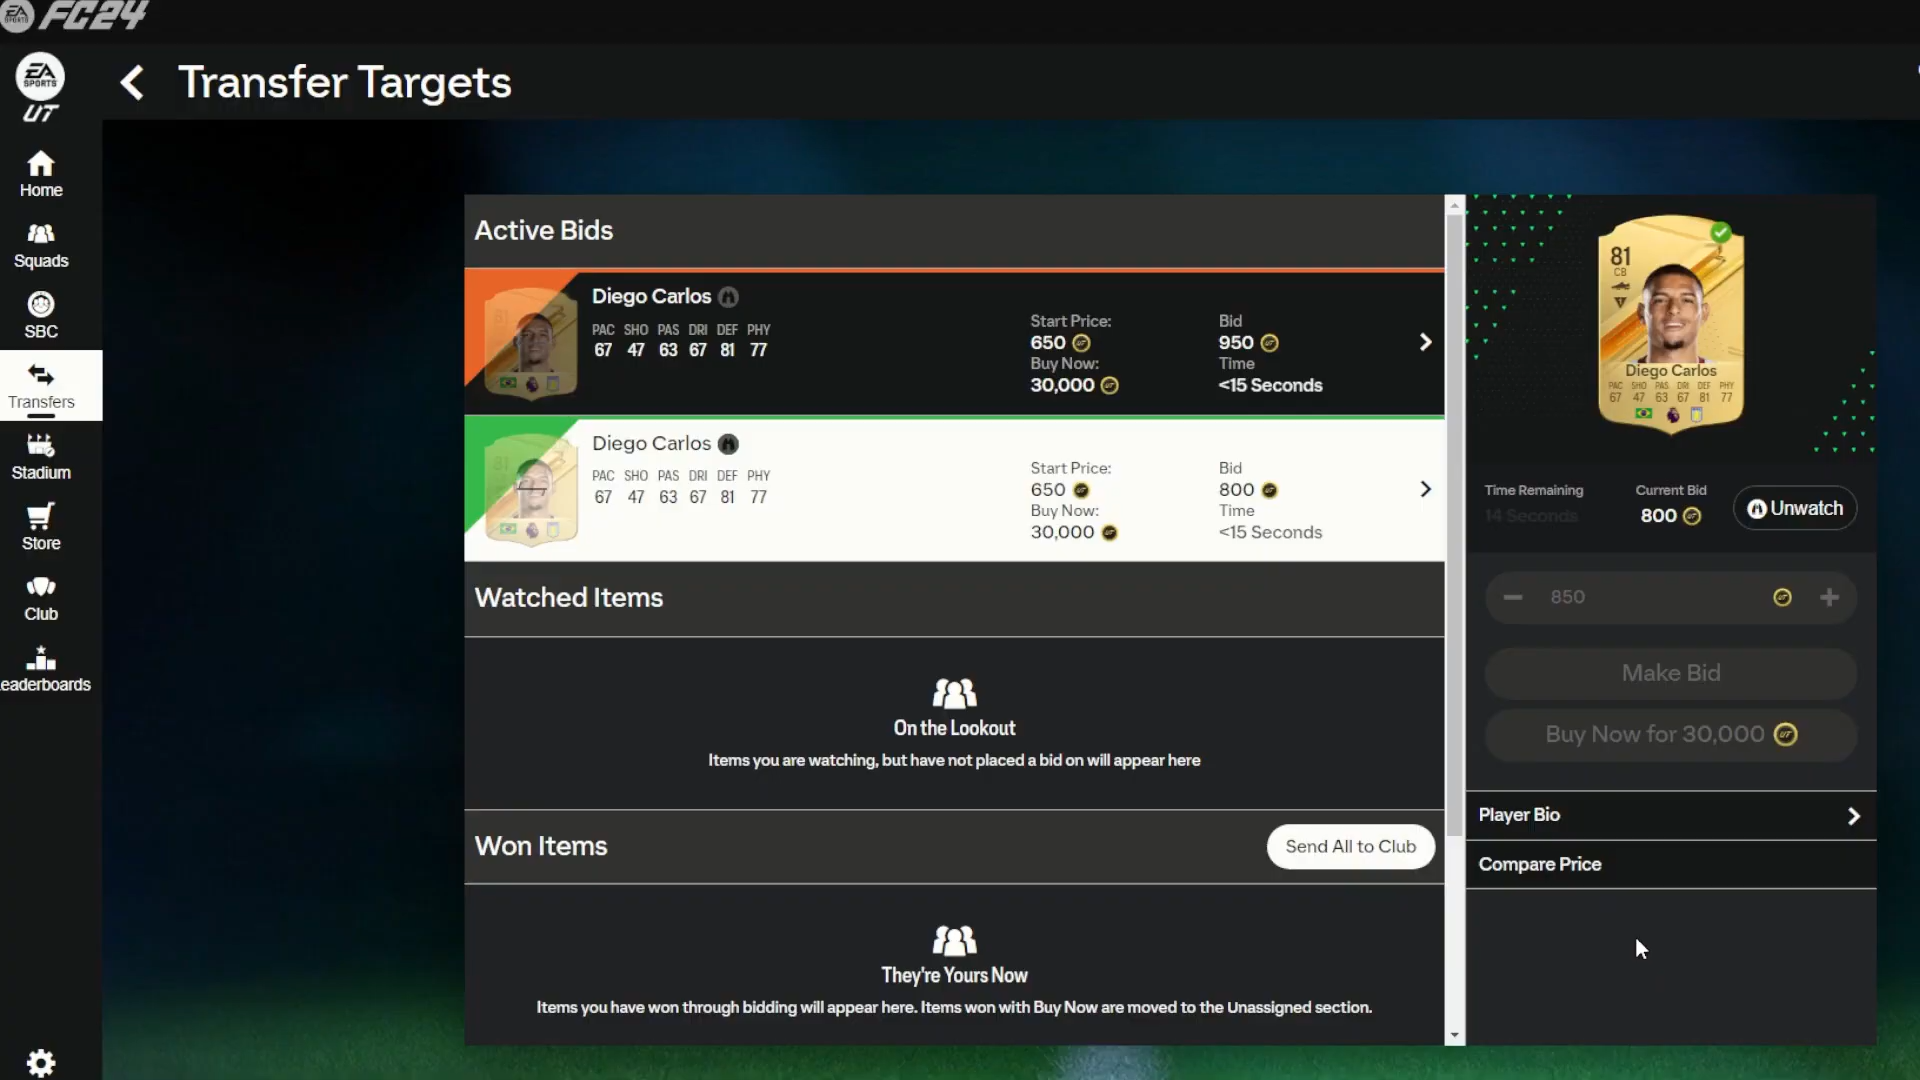 EA SPORTS FC24
EA SPORTS
UT
Transfer Targets
Home
Squads
SBC
Transfers
Stadium
Store
Club
eaderboards
Active Bids
Diego Carlos
PAC SHO PAS DRI DEF PHY
67 47 63 67 81 77
Start Price:
650
Buy Now:
30,000
Bid
950
Time
<15 Seconds
Diego Carlos
PAC SHO PAS DRI DEF PHY
67 47 63 67 81 77
Start Price:
650
Buy Now:
30,000
Bid
800
Time
<15 Seconds
Watched Items
On the Lookout
Items you are watching, but have not placed a bid on will appear here
Won Items
Send All to Club
They're Yours Now
Items you have won through bidding will appear here. Items won with Buy Now are moved to the Unassigned section.
81
CB
Diego Carlos
PAC SHO PAS DRI DEF PHY
67 47 63 67 81 77
Time Remaining
14 Seconds
Current Bid
800
Unwatch
850
Make Bid
Buy Now for 30,000
Player Bio
Compare Price